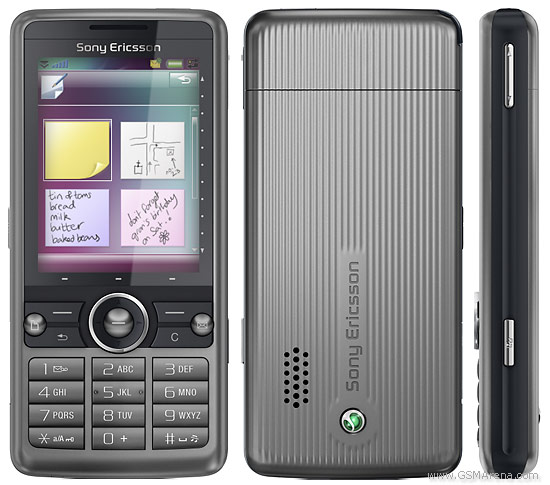 Sony Ericsson
tin of toms
bread
milk
butter
baked beans
don't forget
gran's birthday
on Sat..!
C
1
2 ABC
3 DEF
4 GHI
5 JKL
6 MNO
7 PQRS
8 TUV
9 WXYZ
* a/A
0 +
#
Sony Ericsson
www.GSMArena.com